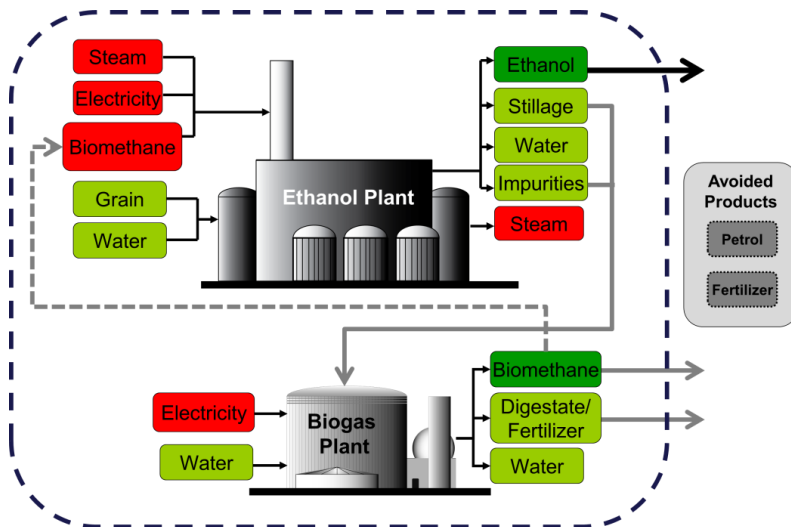 Steam
Electricity
Biomethane
Grain
Water
Ethanol Plant
Ethanol
Stillage
Water
Impurities
Steam
Avoided
Products
Petrol
Fertilizer
Electricity
Water
Biogas
Plant
Biomethane
Digestate/
Fertilizer
Water